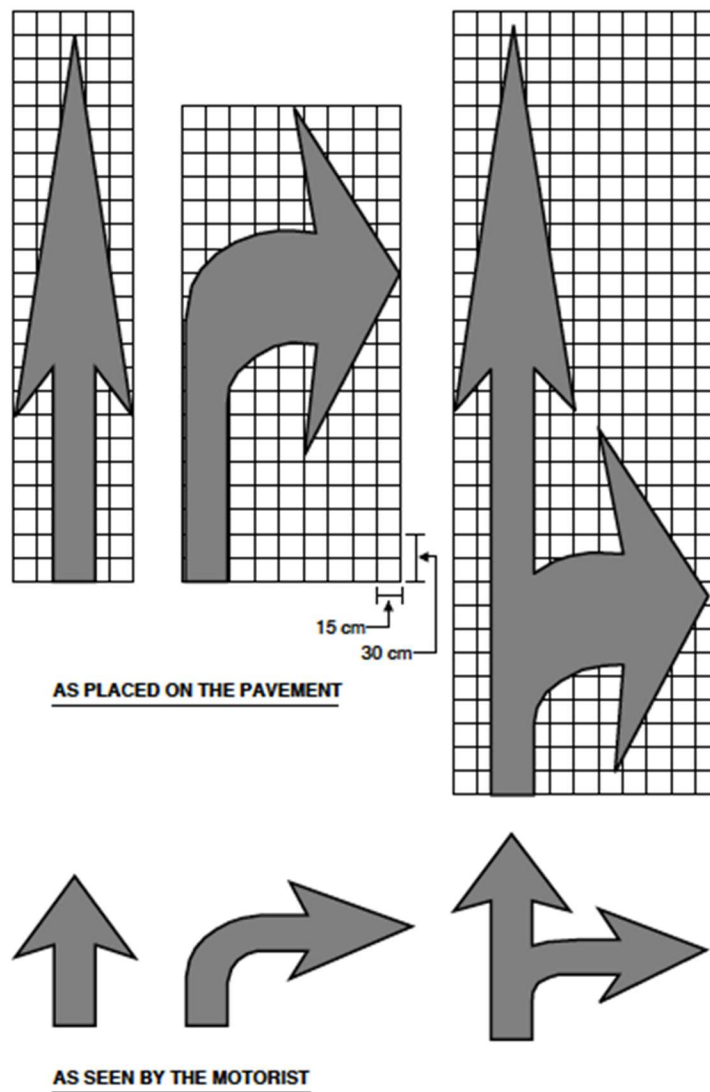 15 cm
30 cm
AS PLACED ON THE PAVEMENT
AS SEEN BY THE MOTORIST